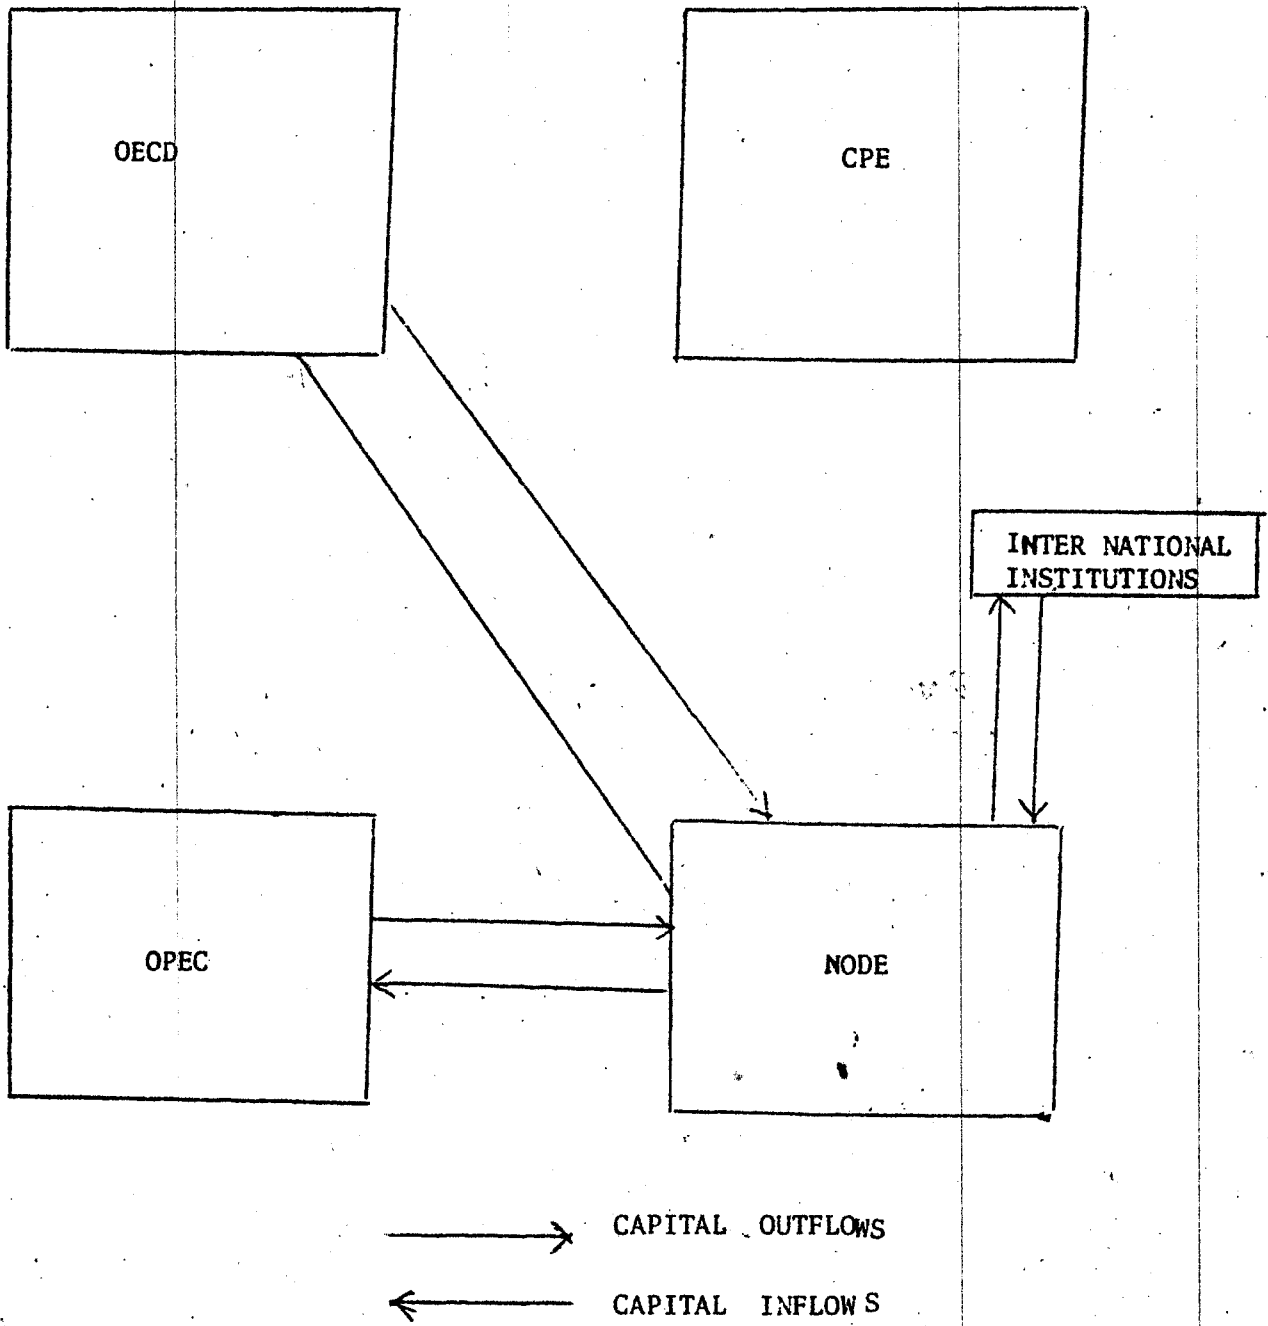 OECD
CPE
INTER NATIONAL
INSTITUTIONS
OPEC
NODE
CAPITAL OUTFLOWS
CAPITAL INFLOWS